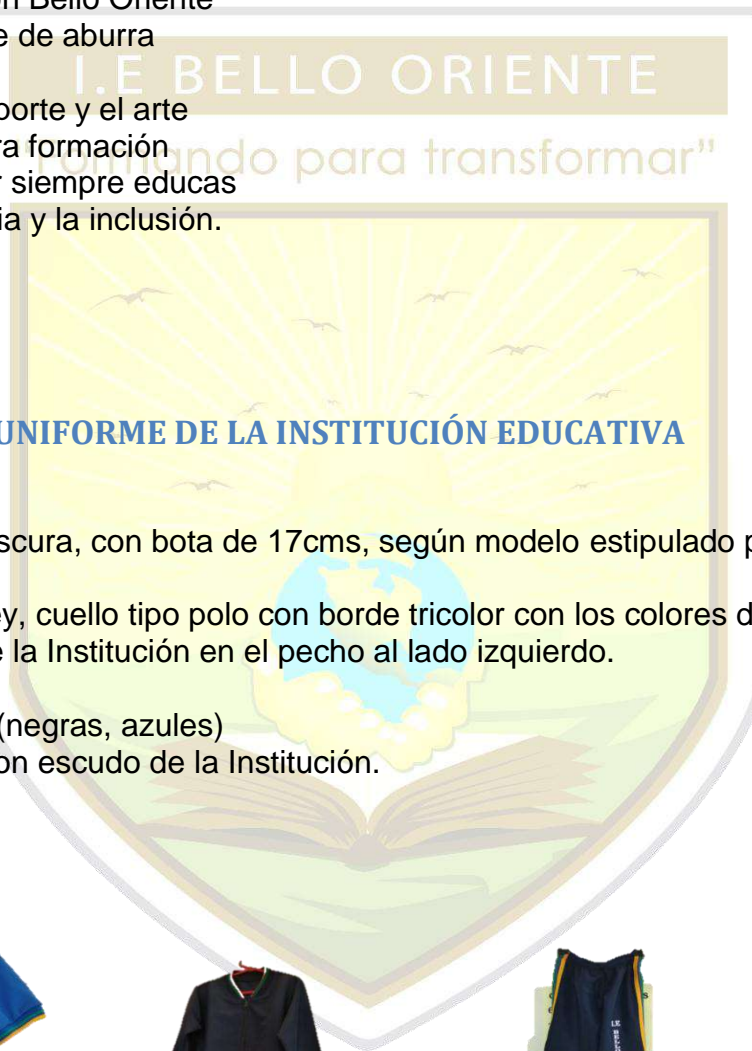 Bello Oriente
e de aburra
I.E BELLO ORIENTE
porte y el arte
ra formación
"Formando para transformar"
r siempre educas
ia y la inclusión.
UNIFORME DE LA INSTITUCIÓN EDUCATIVA
scura, con bota de 17cms, según modelo estipulado p
ey, cuello tipo polo con borde tricolor con los colores d
e la Institución en el pecho al lado izquierdo.
(negras, azules)
on escudo de la Institución.
I.E